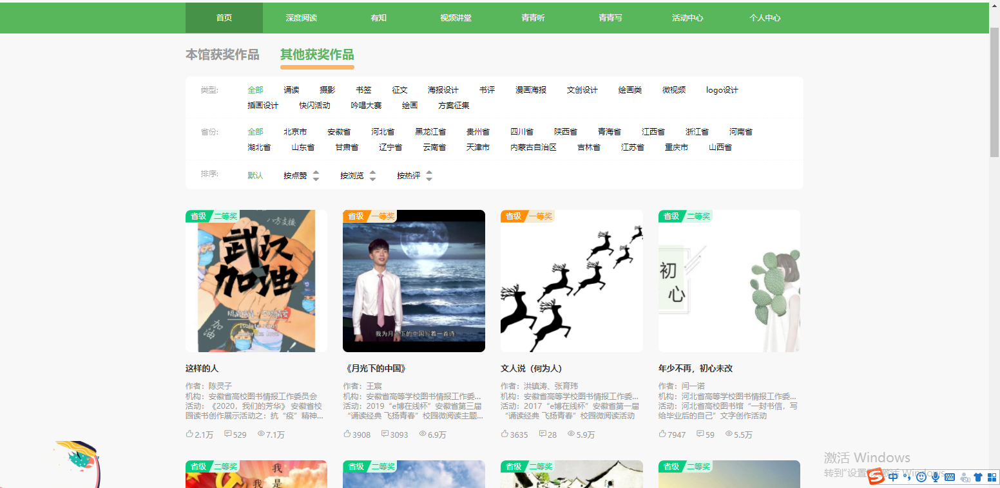 首页 深度阅读 有知 视频讲堂 青青听 青青写 活动中心 个人中心
本馆获奖作品 其他获奖作品
类型: 全部 诵读 摄影 书签 征文 海报设计 书评 漫画海报 文创设计 绘画类 微视频 logo设计
插画设计 快闪活动 吟唱大赛 绘画 方案征集
省份: 全部 北京市 安徽省 河北省 黑龙江省 贵州省 四川省 陕西省 青海省 江西省 浙江省 河南省
湖北省 山东省 甘肃省 辽宁省 云南省 天津市 内蒙古自治区 吉林省 江苏省 重庆市 山西省
排序: 默认 按点赞 按浏览 按热评
省级 二等奖
八方支援
武汉
加油
Isolate virus
加油
这样的人
作者：陈灵子
机构：安徽省高校图书情报工作委员会
活动：《2020，我们的芳华》 安徽省校
园读书创作展示活动之：抗“疫”精神...
2.1万 529 7.1万
省级 一等奖
我为月光下的中国写着一首诗
《月光下的中国》
作者：王宸
机构：安徽省高等学校图书情报工作委...
活动：2019“e博在线杯”安徽省第三届
“诵读经典 飞扬青春”校园微阅读主题...
3908 3093 6.9万
省级 一等奖
文人说（何为人）
作者：洪镇涛、张育玮
机构：安徽省高等学校图书情报工作委...
活动：2017“e博在线杯”安徽省第一届
“诵读经典 飞扬青春”校园微阅读活动
3635 28 5.9万
省级 二等奖
初
心
年少不再，初心未改
作者：闫一诺
机构：河北省高等学校图书情报工作委...
活动：河北省高校图书馆“一封书信，写
给毕业后的自己”文字创作活动
7947 59 5.5万
省级 二等奖
我
我 是
省级 二等奖
省级 二等奖
省级 二等奖
激活 Windows
转到"设置"以激活 Windows。
中